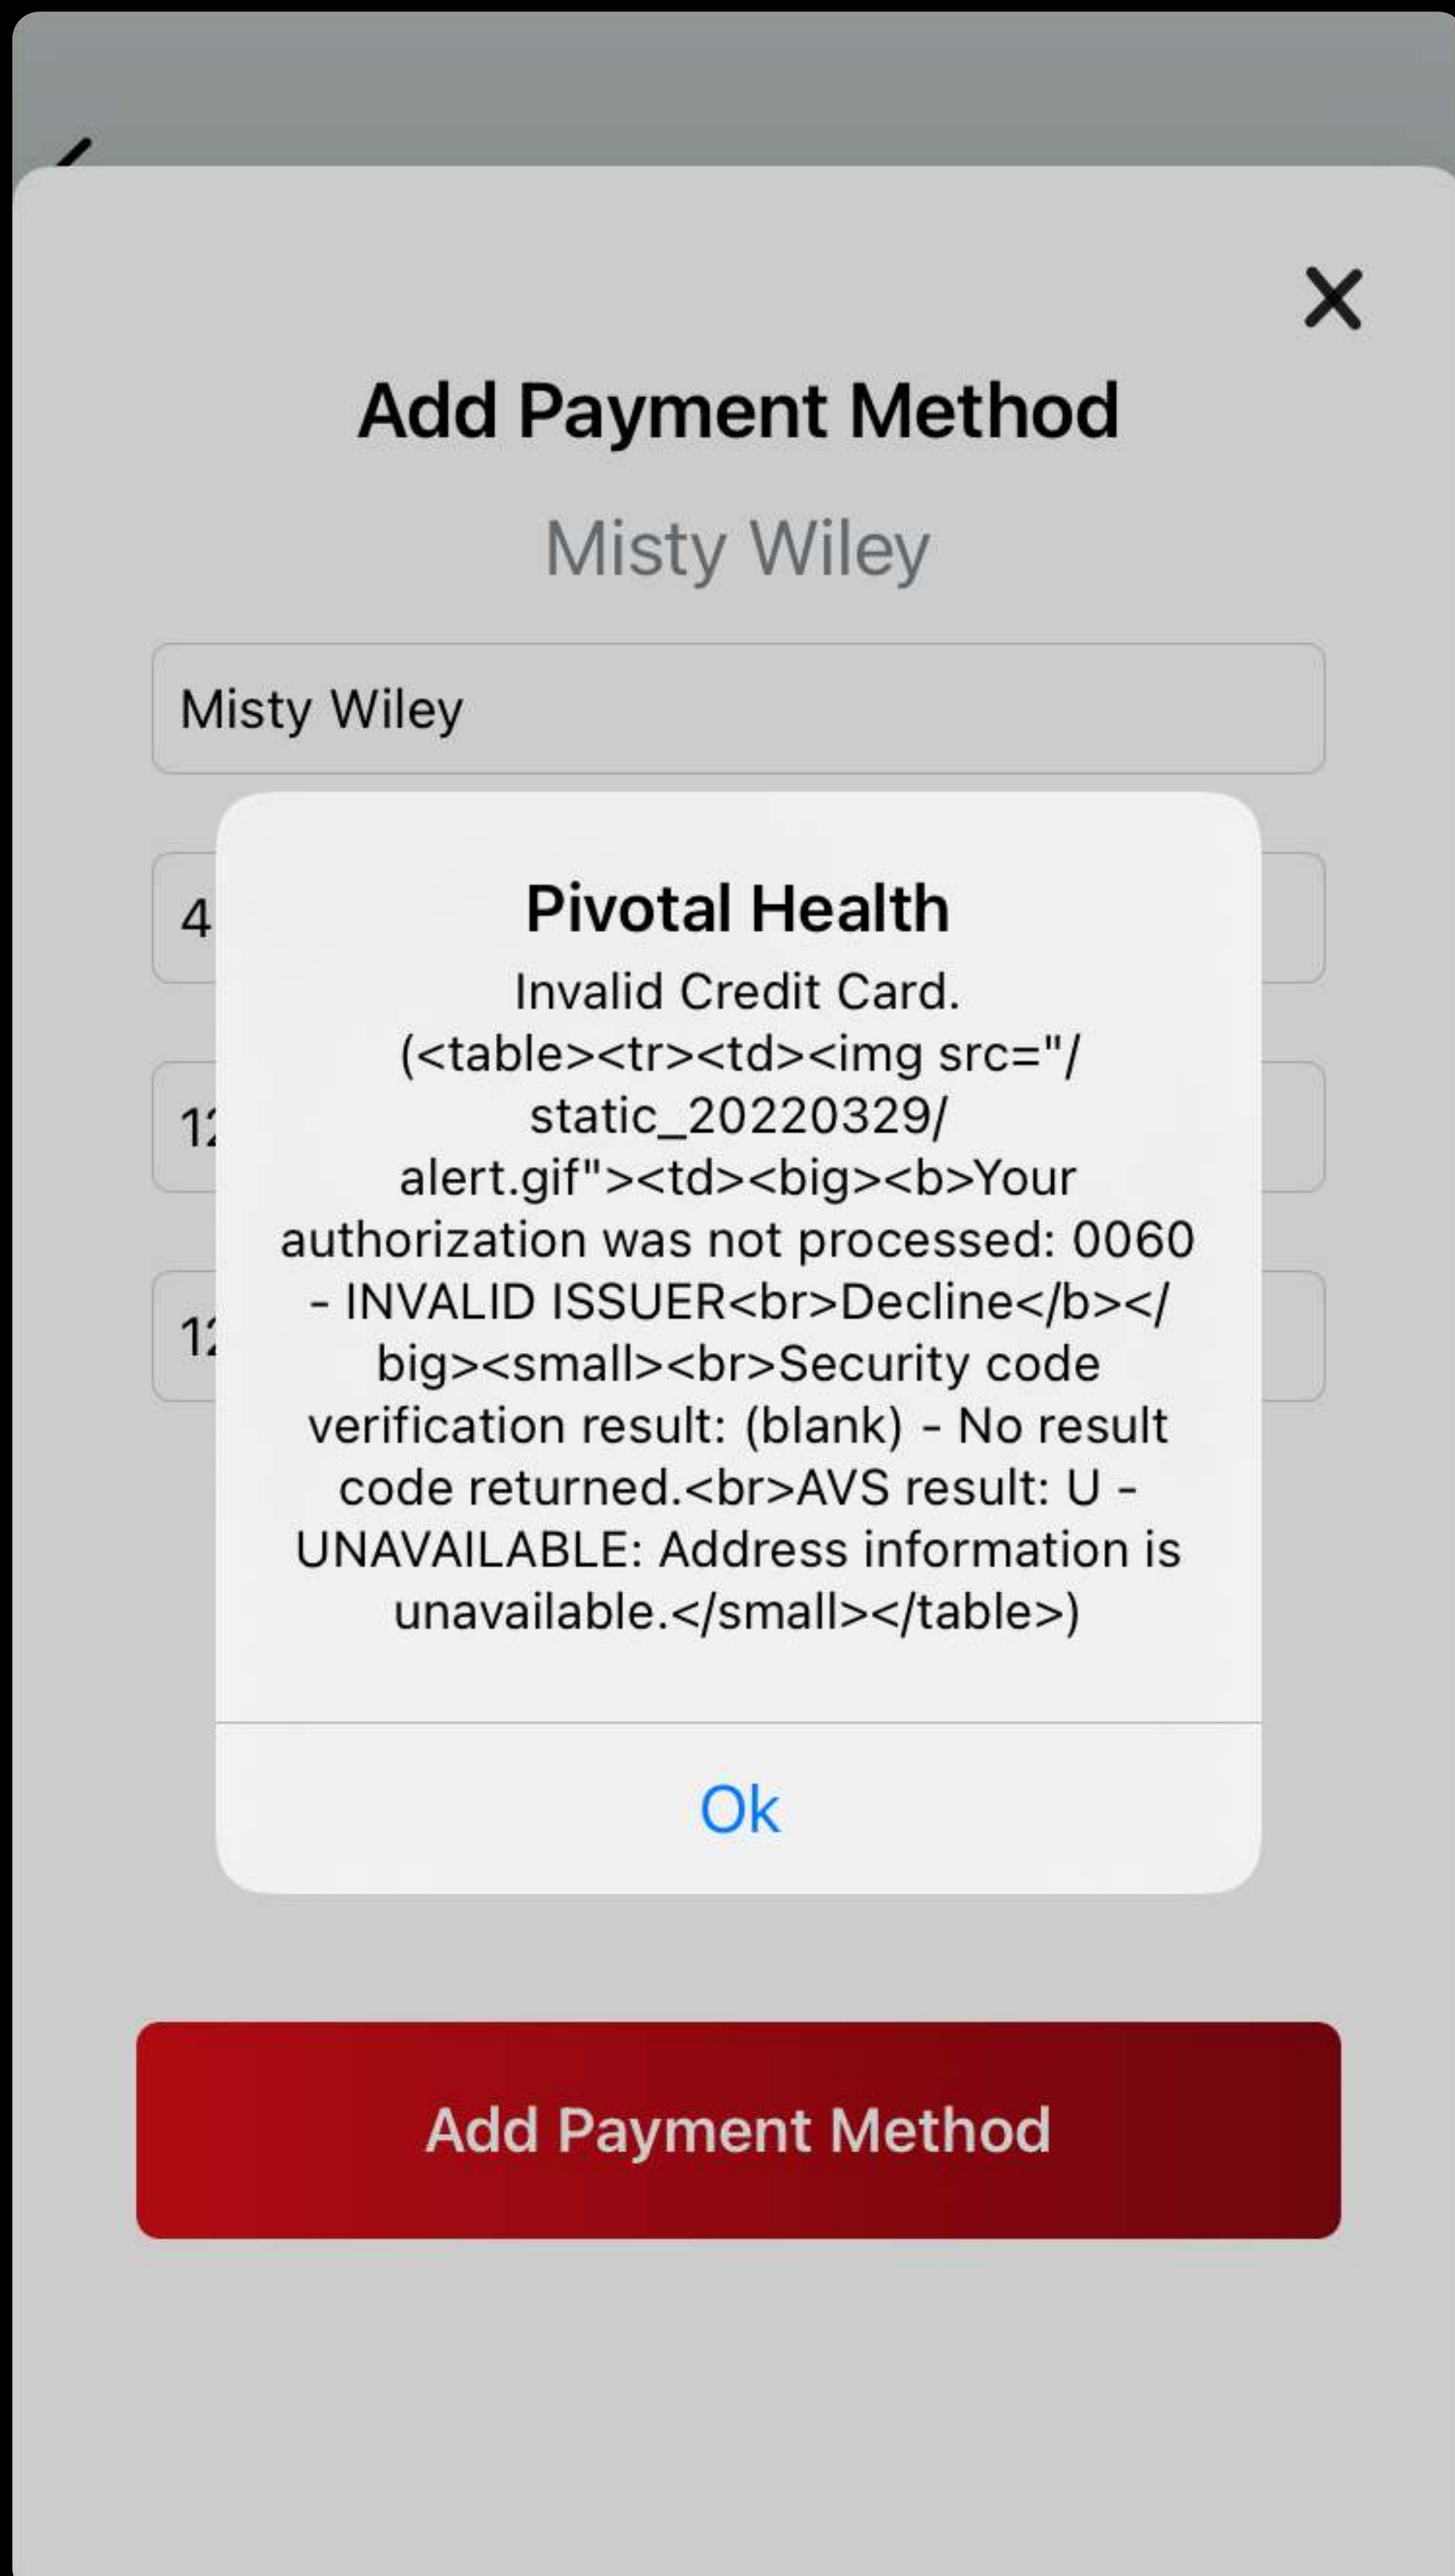 Add Payment Method
Misty Wiley
Misty Wiley
4
12
12
Pivotal Health
Invalid Credit Card.
(<table><tr><td><img src="/
static_20220329/
alert.gif"><td><big><b>Your
authorization was not processed: 0060
- INVALID ISSUER<br>Decline</b></
big><small><br>Security code
verification result: (blank) - No result
code returned.<br>AVS result: U -
UNAVAILABLE: Address information is
unavailable.</small></table>)
Ok
Add Payment Method